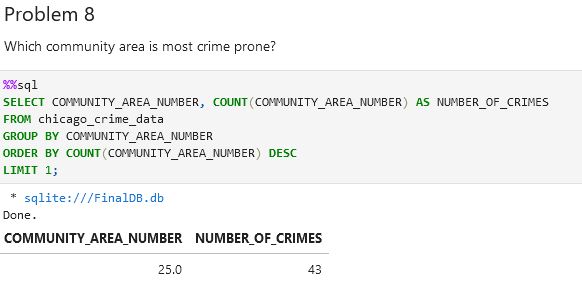 Problem 8
Which community area is most crime prone?
%%sql
SELECT COMMUNITY_AREA_NUMBER, COUNT(COMMUNITY_AREA_NUMBER) AS NUMBER_OF_CRIMES
FROM chicago_crime_data
GROUP BY COMMUNITY_AREA_NUMBER
ORDER BY COUNT(COMMUNITY_AREA_NUMBER) DESC
LIMIT 1;
* sqlite:///FinalDB.db
Done.
COMMUNITY_AREA_NUMBER NUMBER_OF_CRIMES
25.0 43